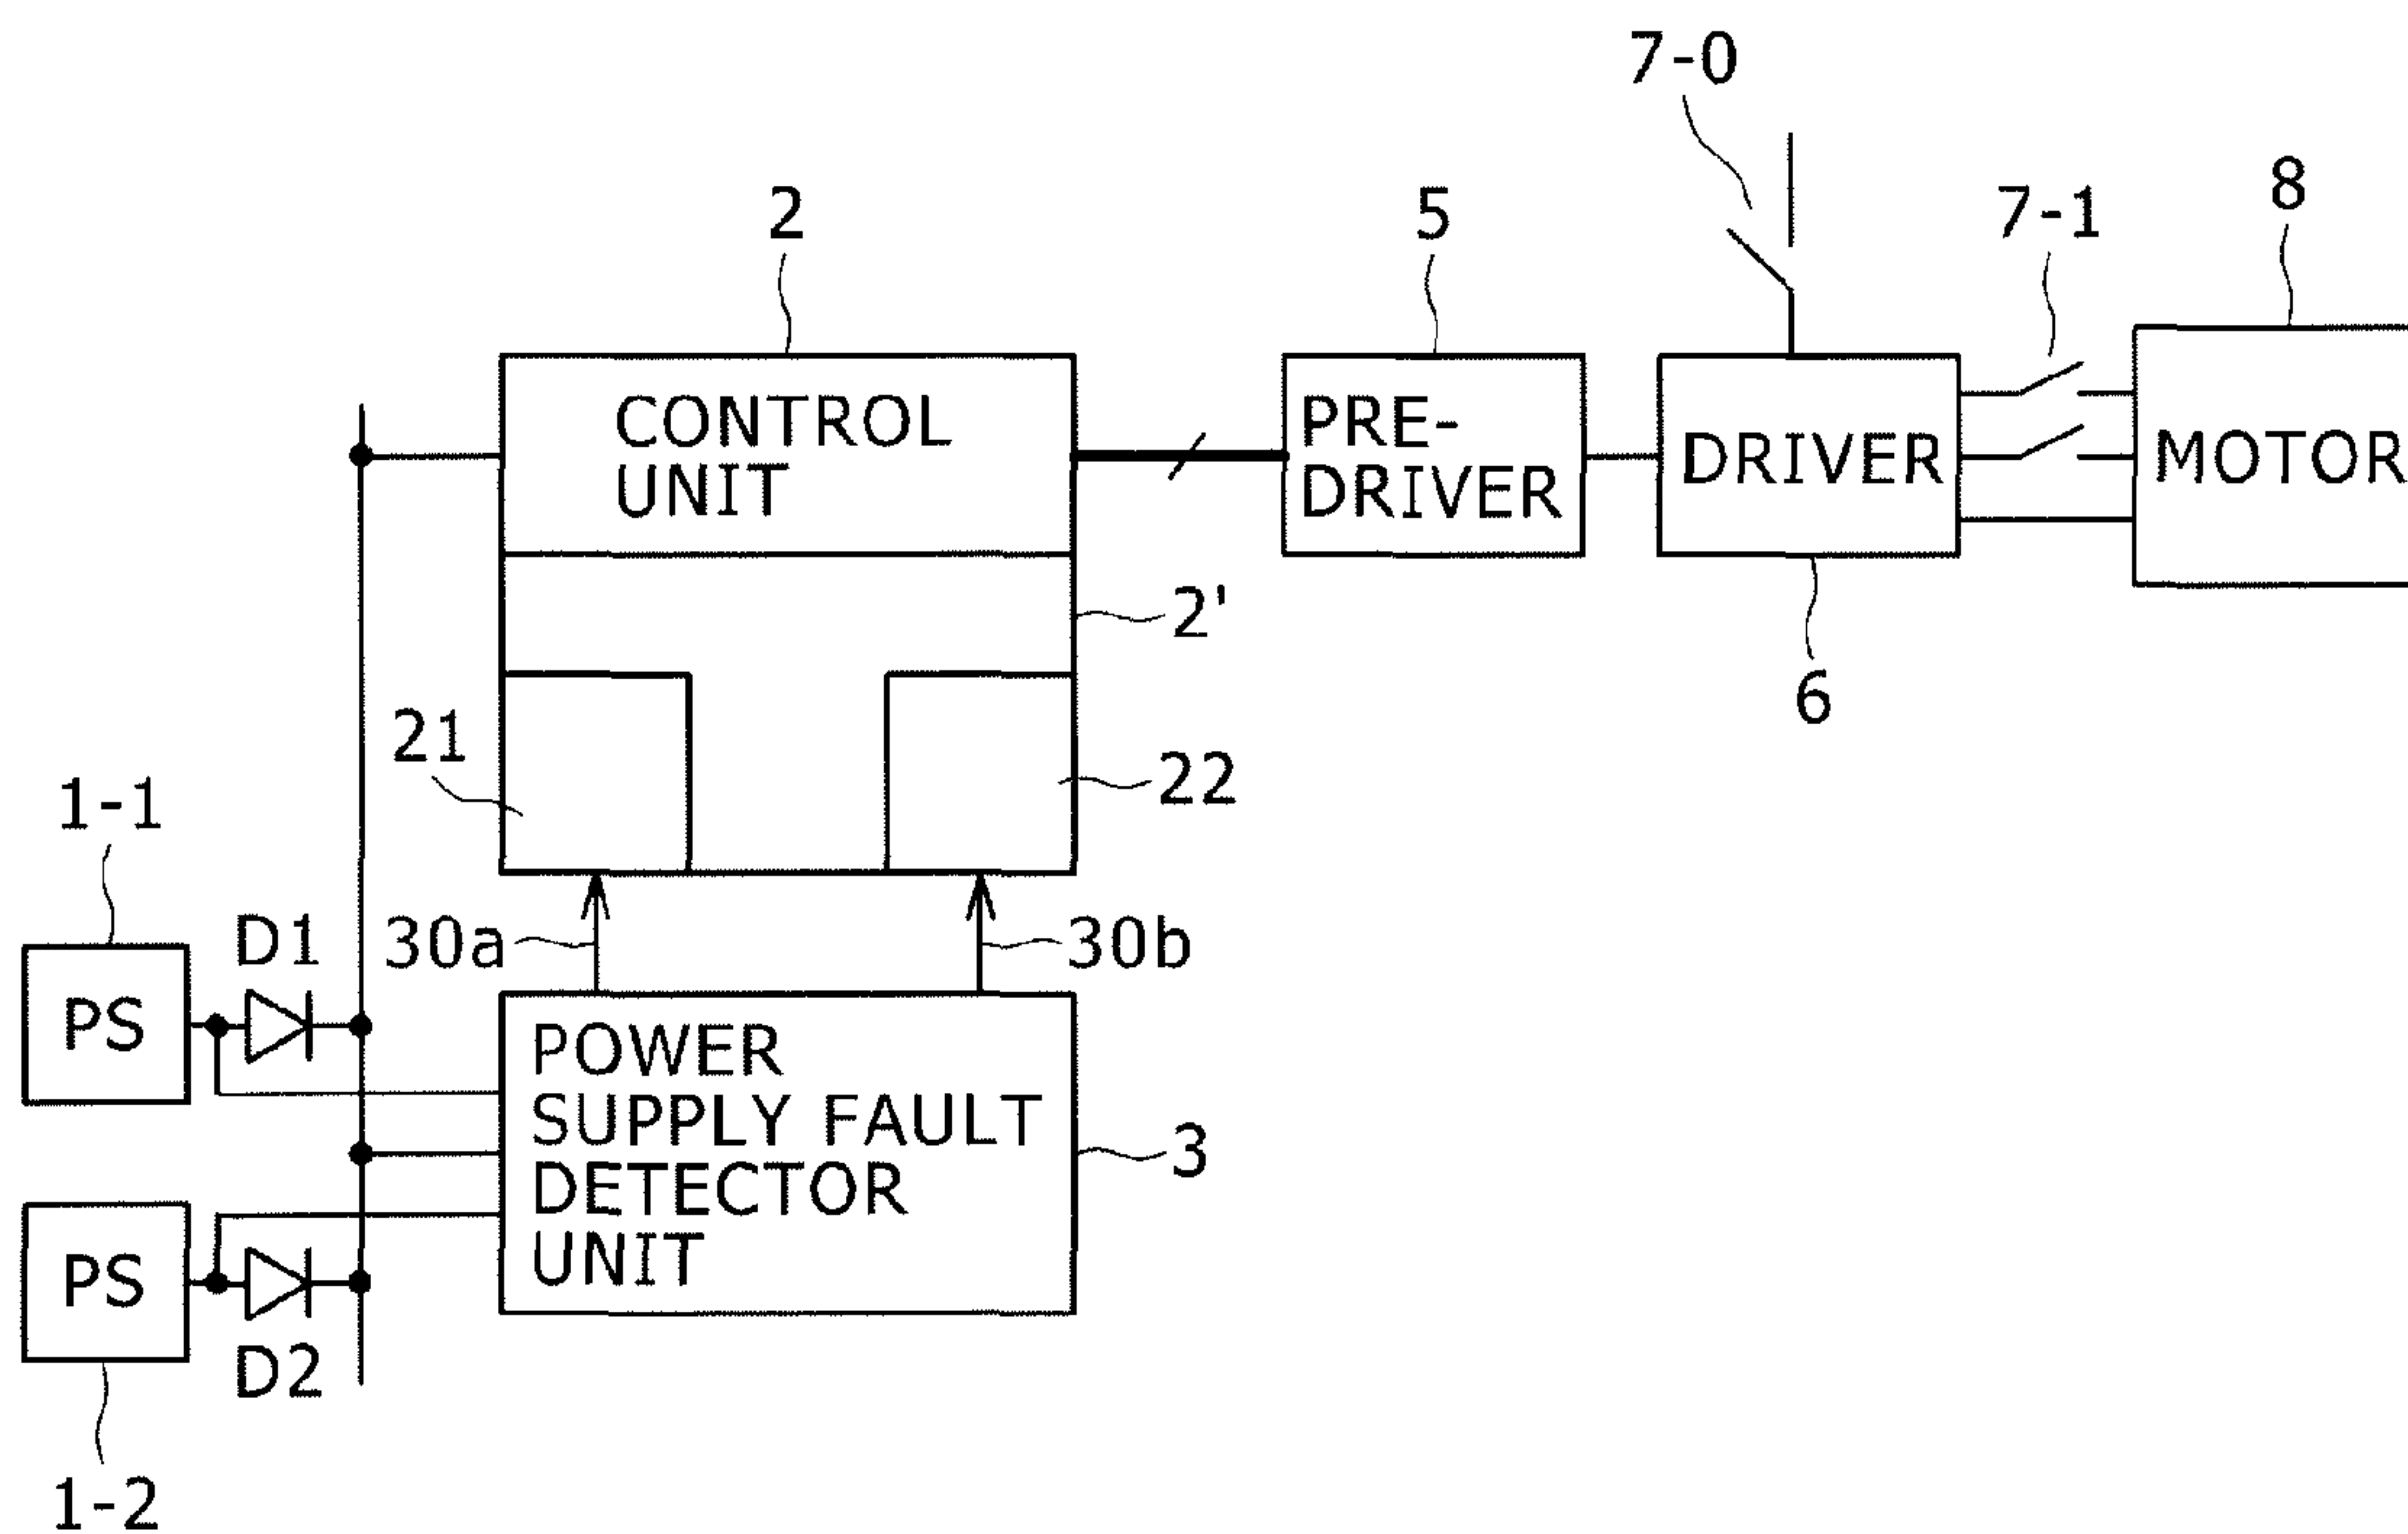 7-0
2
5
7-1
8
CONTROL
UNIT
PRE-
DRIVER
DRIVER
MOTOR
2'
6
21
22
1-1
D1
30a
30b
PS
POWER
SUPPLY FAULT
DETECTOR
UNIT
3
PS
D2
1-2